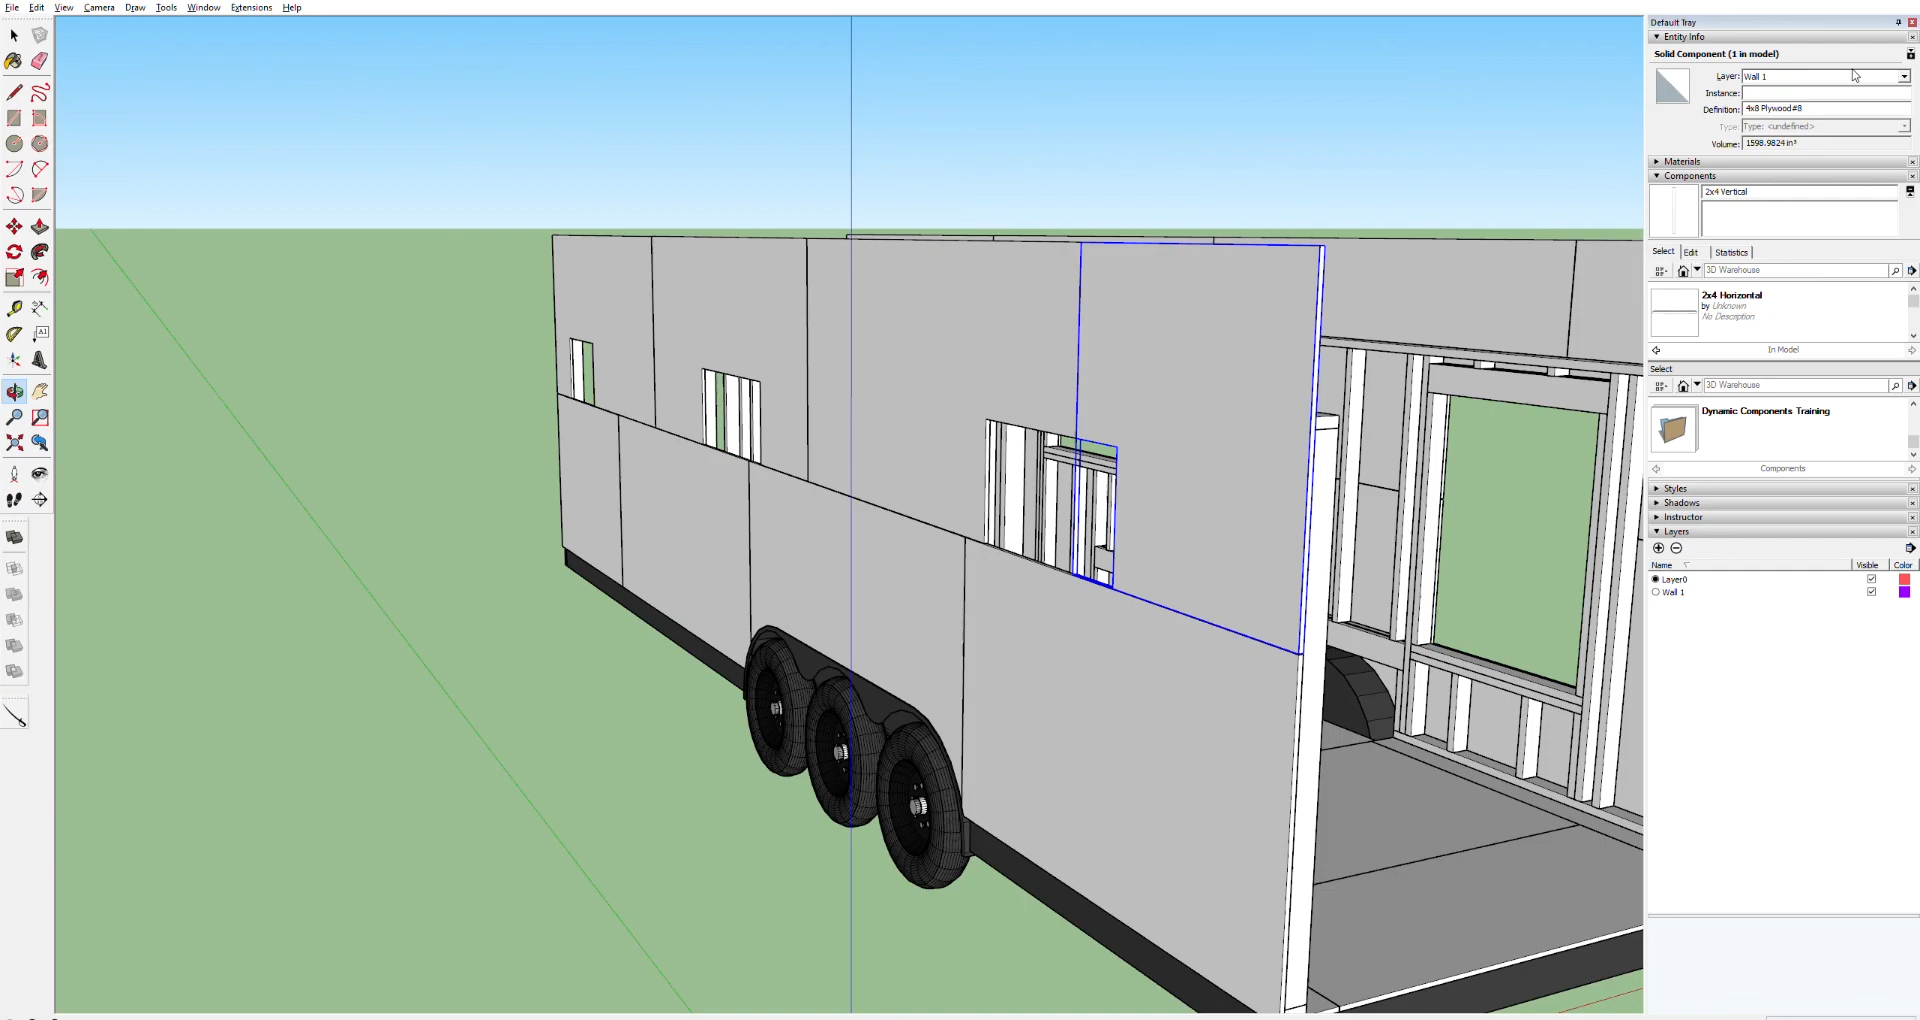 File Edit View Camera Draw Tools Window Extensions Help
Default Tray
Entity Info
Solid Component (1 in model)
Layer: Wall 1
Instance:
Definition: 4x8 Plywood#8
Type: Type: <undefined>
Volume: 1598.9824 in³
Materials
Components
2x4 Vertical
Select Edit Statistics
3D Warehouse
2x4 Horizontal
by Unknown
No Description
In Model
Select
3D Warehouse
Dynamic Components Training
Components
Styles
Shadows
Instructor
Layers
Name Visible Color
Layer0
Wall 1